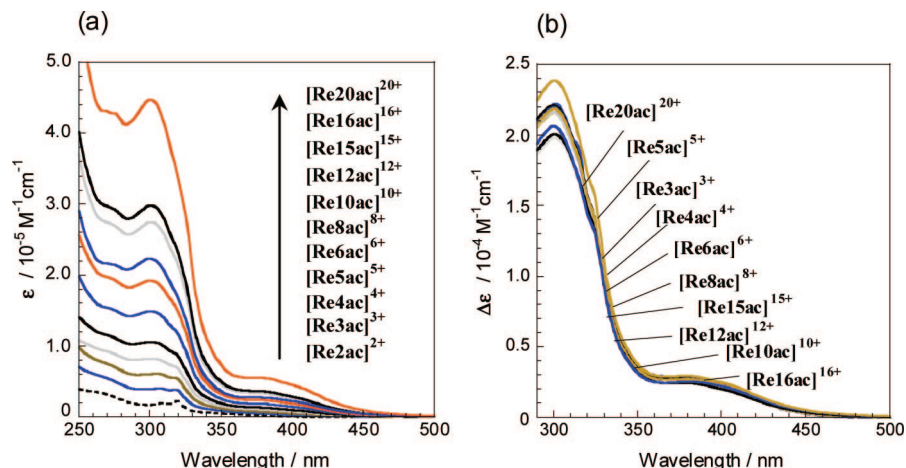 (a)
5.0
4.0
3.0
2.0
1.0
0
ε / 10⁻⁵ M⁻¹cm⁻¹
250 300 350 400 450 500
Wavelength / nm
[Re20ac]²⁰⁺
[Re16ac]¹⁶⁺
[Re15ac]¹⁵⁺
[Re12ac]¹²⁺
[Re10ac]¹⁰⁺
[Re8ac]⁸⁺
[Re6ac]⁶⁺
[Re5ac]⁵⁺
[Re4ac]⁴⁺
[Re3ac]³⁺
[Re2ac]²⁺
(b)
2.5
2.0
1.5
1.0
0.5
0
Δε / 10⁻⁴ M⁻¹cm⁻¹
300 350 400 450 500
Wavelength / nm
[Re20ac]²⁰⁺
[Re5ac]⁵⁺
[Re3ac]³⁺
[Re4ac]⁴⁺
[Re6ac]⁶⁺
[Re8ac]⁸⁺
[Re15ac]¹⁵⁺
[Re12ac]¹²⁺
[Re10ac]¹⁰⁺
[Re16ac]¹⁶⁺